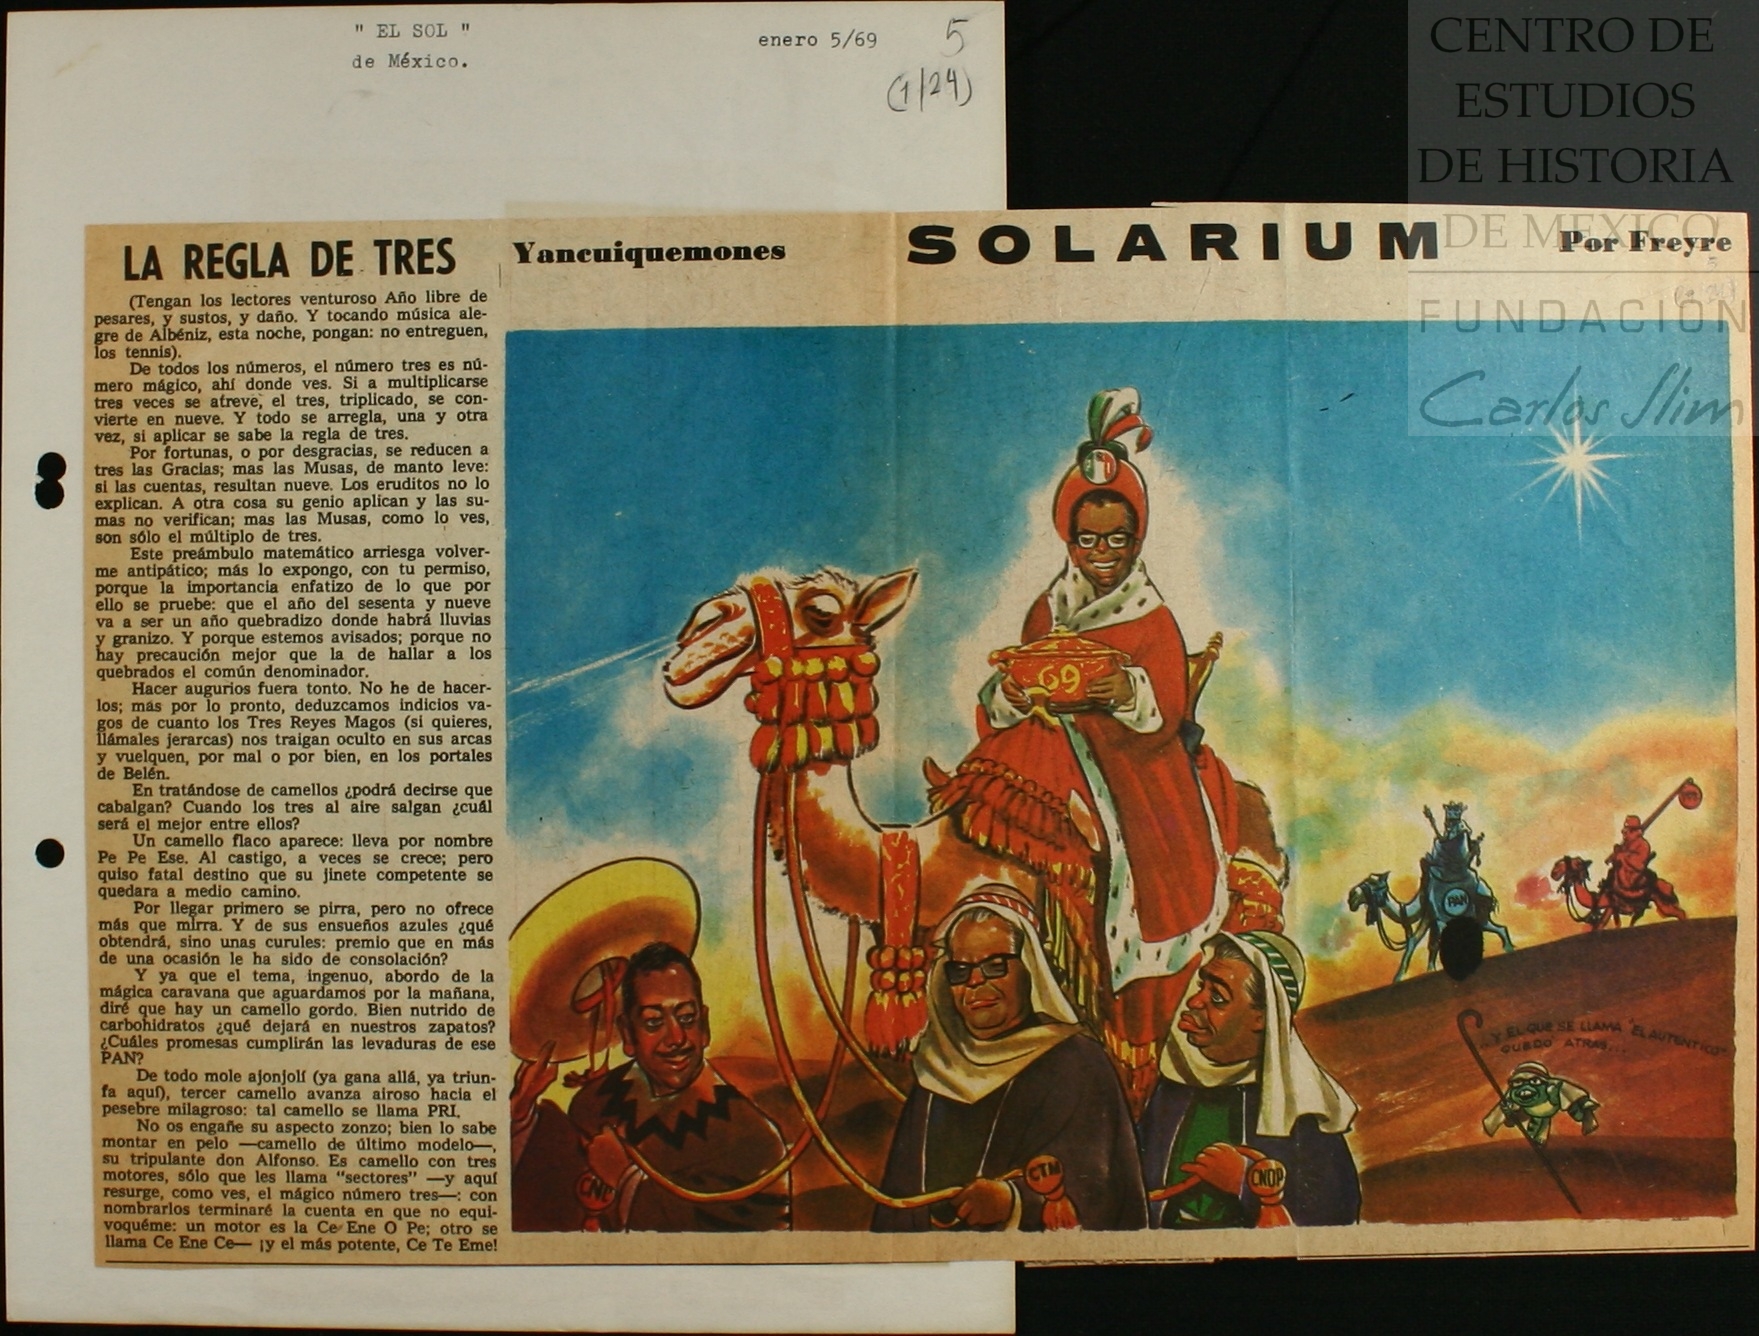 " EL SOL "
de México.
enero 5/69
5
(1/24)
CENTRO DE
ESTUDIOS
DE HISTORIA
DE MEXICO
FUNDACIÓN
Carlos Slim
LA REGLA DE TRES
(Tengan los lectores venturoso Año libre de
pesares, y sustos, y daño. Y tocando música ale-
gre de Albéniz, esta noche, pongan: no entreguen,
los tennis).
De todos los números, el número tres es nú-
mero mágico, ahí donde ves. Si a multiplicarse
tres veces se atreve, el tres, triplicado, se con-
vierte en nueve. Y todo se arregla, una y otra
vez, si aplicar se sabe la regla de tres.
Por fortunas, o por desgracias, se reducen a
tres las Gracias; mas las Musas, de manto leve:
si las cuentas, resultan nueve. Los eruditos no lo
explican. A otra cosa su genio aplican y las su-
mas no verifican; mas las Musas, como lo ves,
son sólo el múltiplo de tres.
Este preámbulo matemático arriesga volver-
me antipático; más lo expongo, con tu permiso,
porque la importancia enfatizo de lo que por
ello se pruebe: que el año del sesenta y nueve
va a ser un año quebradizo donde habrá lluvias
y granizo. Y porque estemos avisados; porque no
hay precaución mejor que la de hallar a los
quebrados el común denominador.
Hacer augurios fuera tonto. No he de hacer-
los; más por lo pronto, deduzcamos indicios va-
gos de cuanto los Tres Reyes Magos (si quieres,
llámales jerarcas) nos traigan oculto en sus arcas
y vuelquen, por mal o por bien, en los portales
de Belén.
En tratándose de camellos ¿podrá decirse que
cabalgan? Cuando los tres al aire salgan ¿cuál
será el mejor entre ellos?
Un camello flaco aparece: lleva por nombre
Pe Pe Ese. Al castigo, a veces se crece; pero
quiso fatal destino que su jinete competente se
quedara a medio camino.
Por llegar primero se pirra, pero no ofrece
más que mirra. Y de sus ensueños azules ¿qué
obtendrá, sino unas curules: premio que en más
de una ocasión le ha sido de consolación?
Y ya que el tema, ingenuo, abordo de la
mágica caravana que aguardamos por la mañana,
diré que hay un camello gordo. Bien nutrido de
carbohidratos ¿qué dejará en nuestros zapatos?
¿Cuáles promesas cumplirán las levaduras de ese
PAN?
De todo mole ajonjolí (ya gana allá, ya triun-
fa aquí), tercer camello avanza airoso hacia el
pesebre milagroso: tal camello se llama PRI.
No os engañe su aspecto zonzo; bien lo sabe
montar en pelo —camello de último modelo—,
su tripulante don Alfonso. Es camello con tres
motores, sólo que les llama "sectores" —y aquí
resurge, como ves, el mágico número tres—: con
nombrarlos terminaré la cuenta en que no equi-
voquéme: un motor es la Ce Ene O Pe; otro se
llama Ce Ene Ce— ¡y el más potente, Ce Te Eme!
Yancuiquemones
SOLARIUM
Por Freyre
69
PAN
...Y EL QUE SE LLAMA "EL AUTENTICO"
QUEDO ATRAS...
CNC
CTM
CNOP